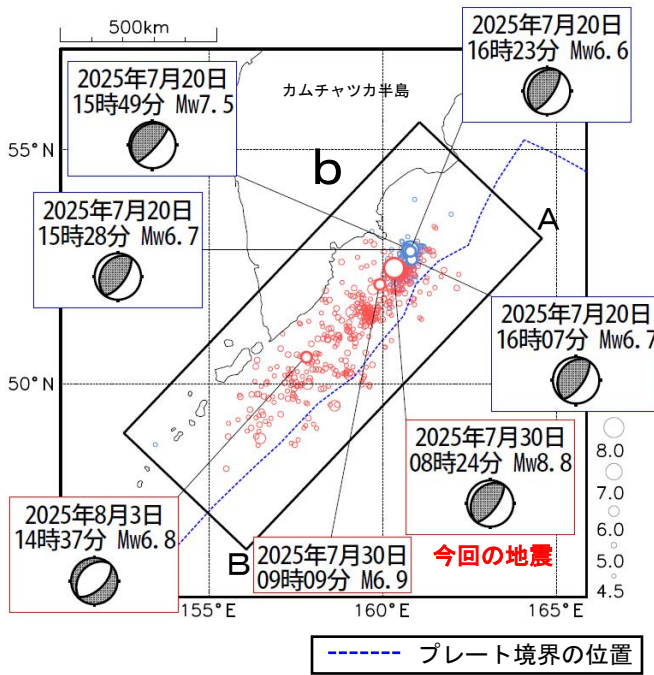 500km
2025年7月20日
16時23分 Mw6.6
2025年7月20日
15時49分 Mw7.5
カムチャツカ半島
55°N
b
A
2025年7月20日
15時28分 Mw6.7
2025年7月20日
16時07分 Mw6.7
50°N
2025年7月30日
08時24分 Mw8.8
今回の地震
8.0
7.0
6.0
5.0
4.5
2025年8月3日
14時37分 Mw6.8
B
2025年7月30日
09時09分 M6.9
155°E
160°E
165°E
プレート境界の位置